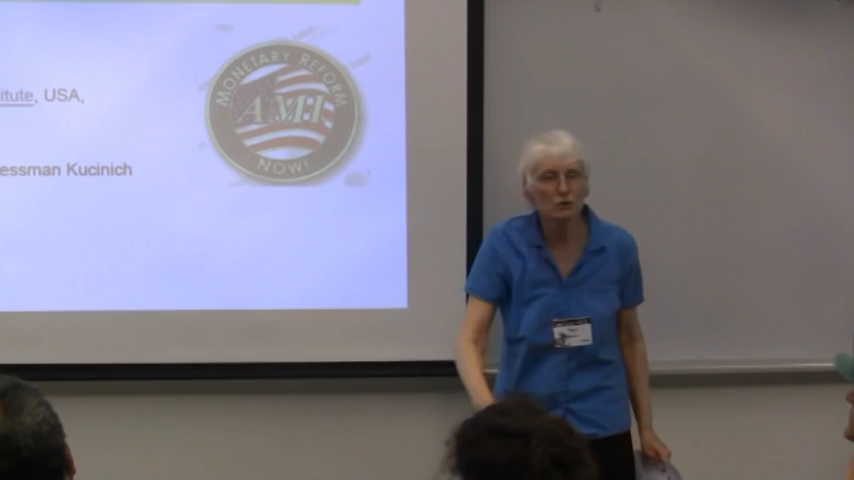 itute, USA,
essman Kucinich
MONETARY REFORM
AMI
NOW!